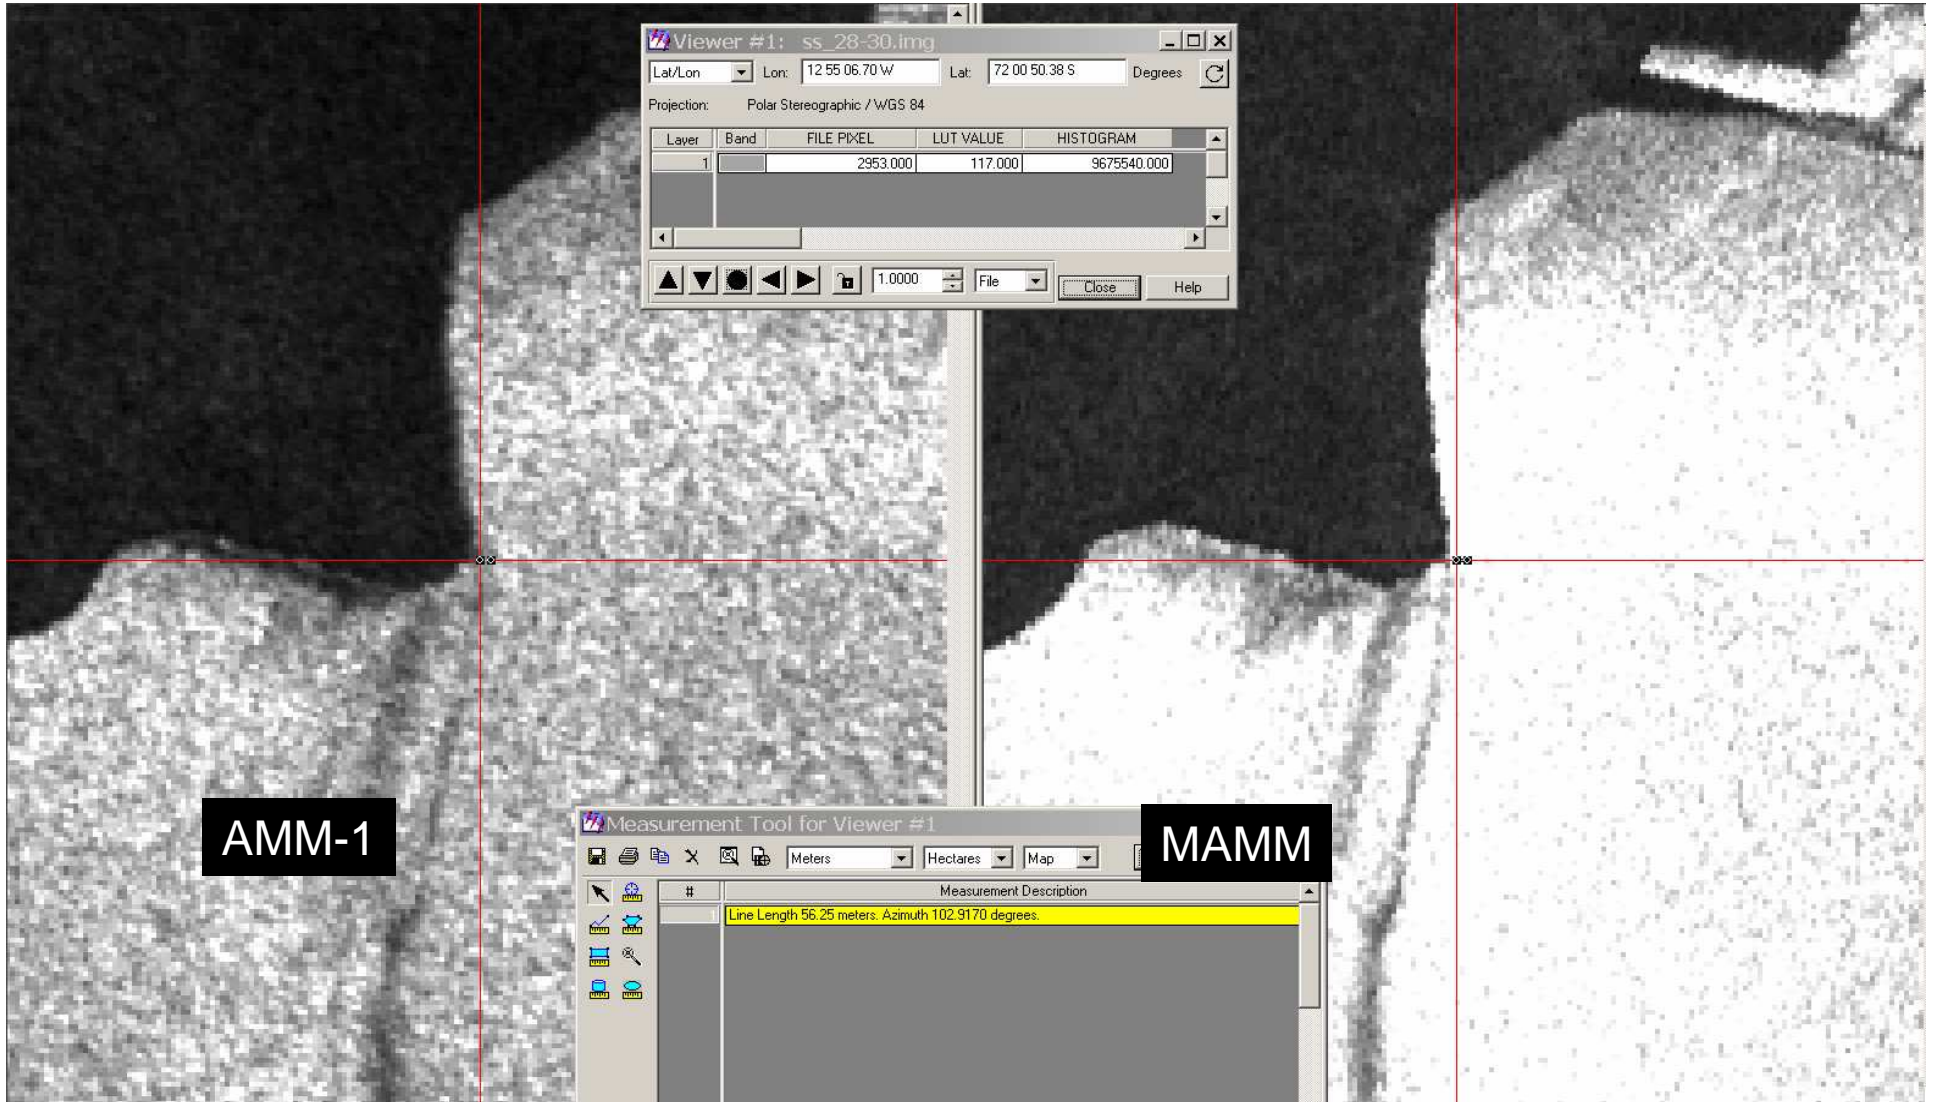 Viewer #1: ss_28-30.img
Lat/Lon Lon: 12 55 06.70 W Lat: 72 00 50.38 S Degrees
Projection: Polar Stereographic / WGS 84
Layer Band FILE PIXEL LUT VALUE HISTOGRAM
1 2953.000 117.000 9675540.000
1.0000 File Close Help
AMM-1
MAMM
Measurement Tool for Viewer #1
Meters Hectares Map
# Measurement Description
1 Line Length 56.25 meters. Azimuth 102.9170 degrees.